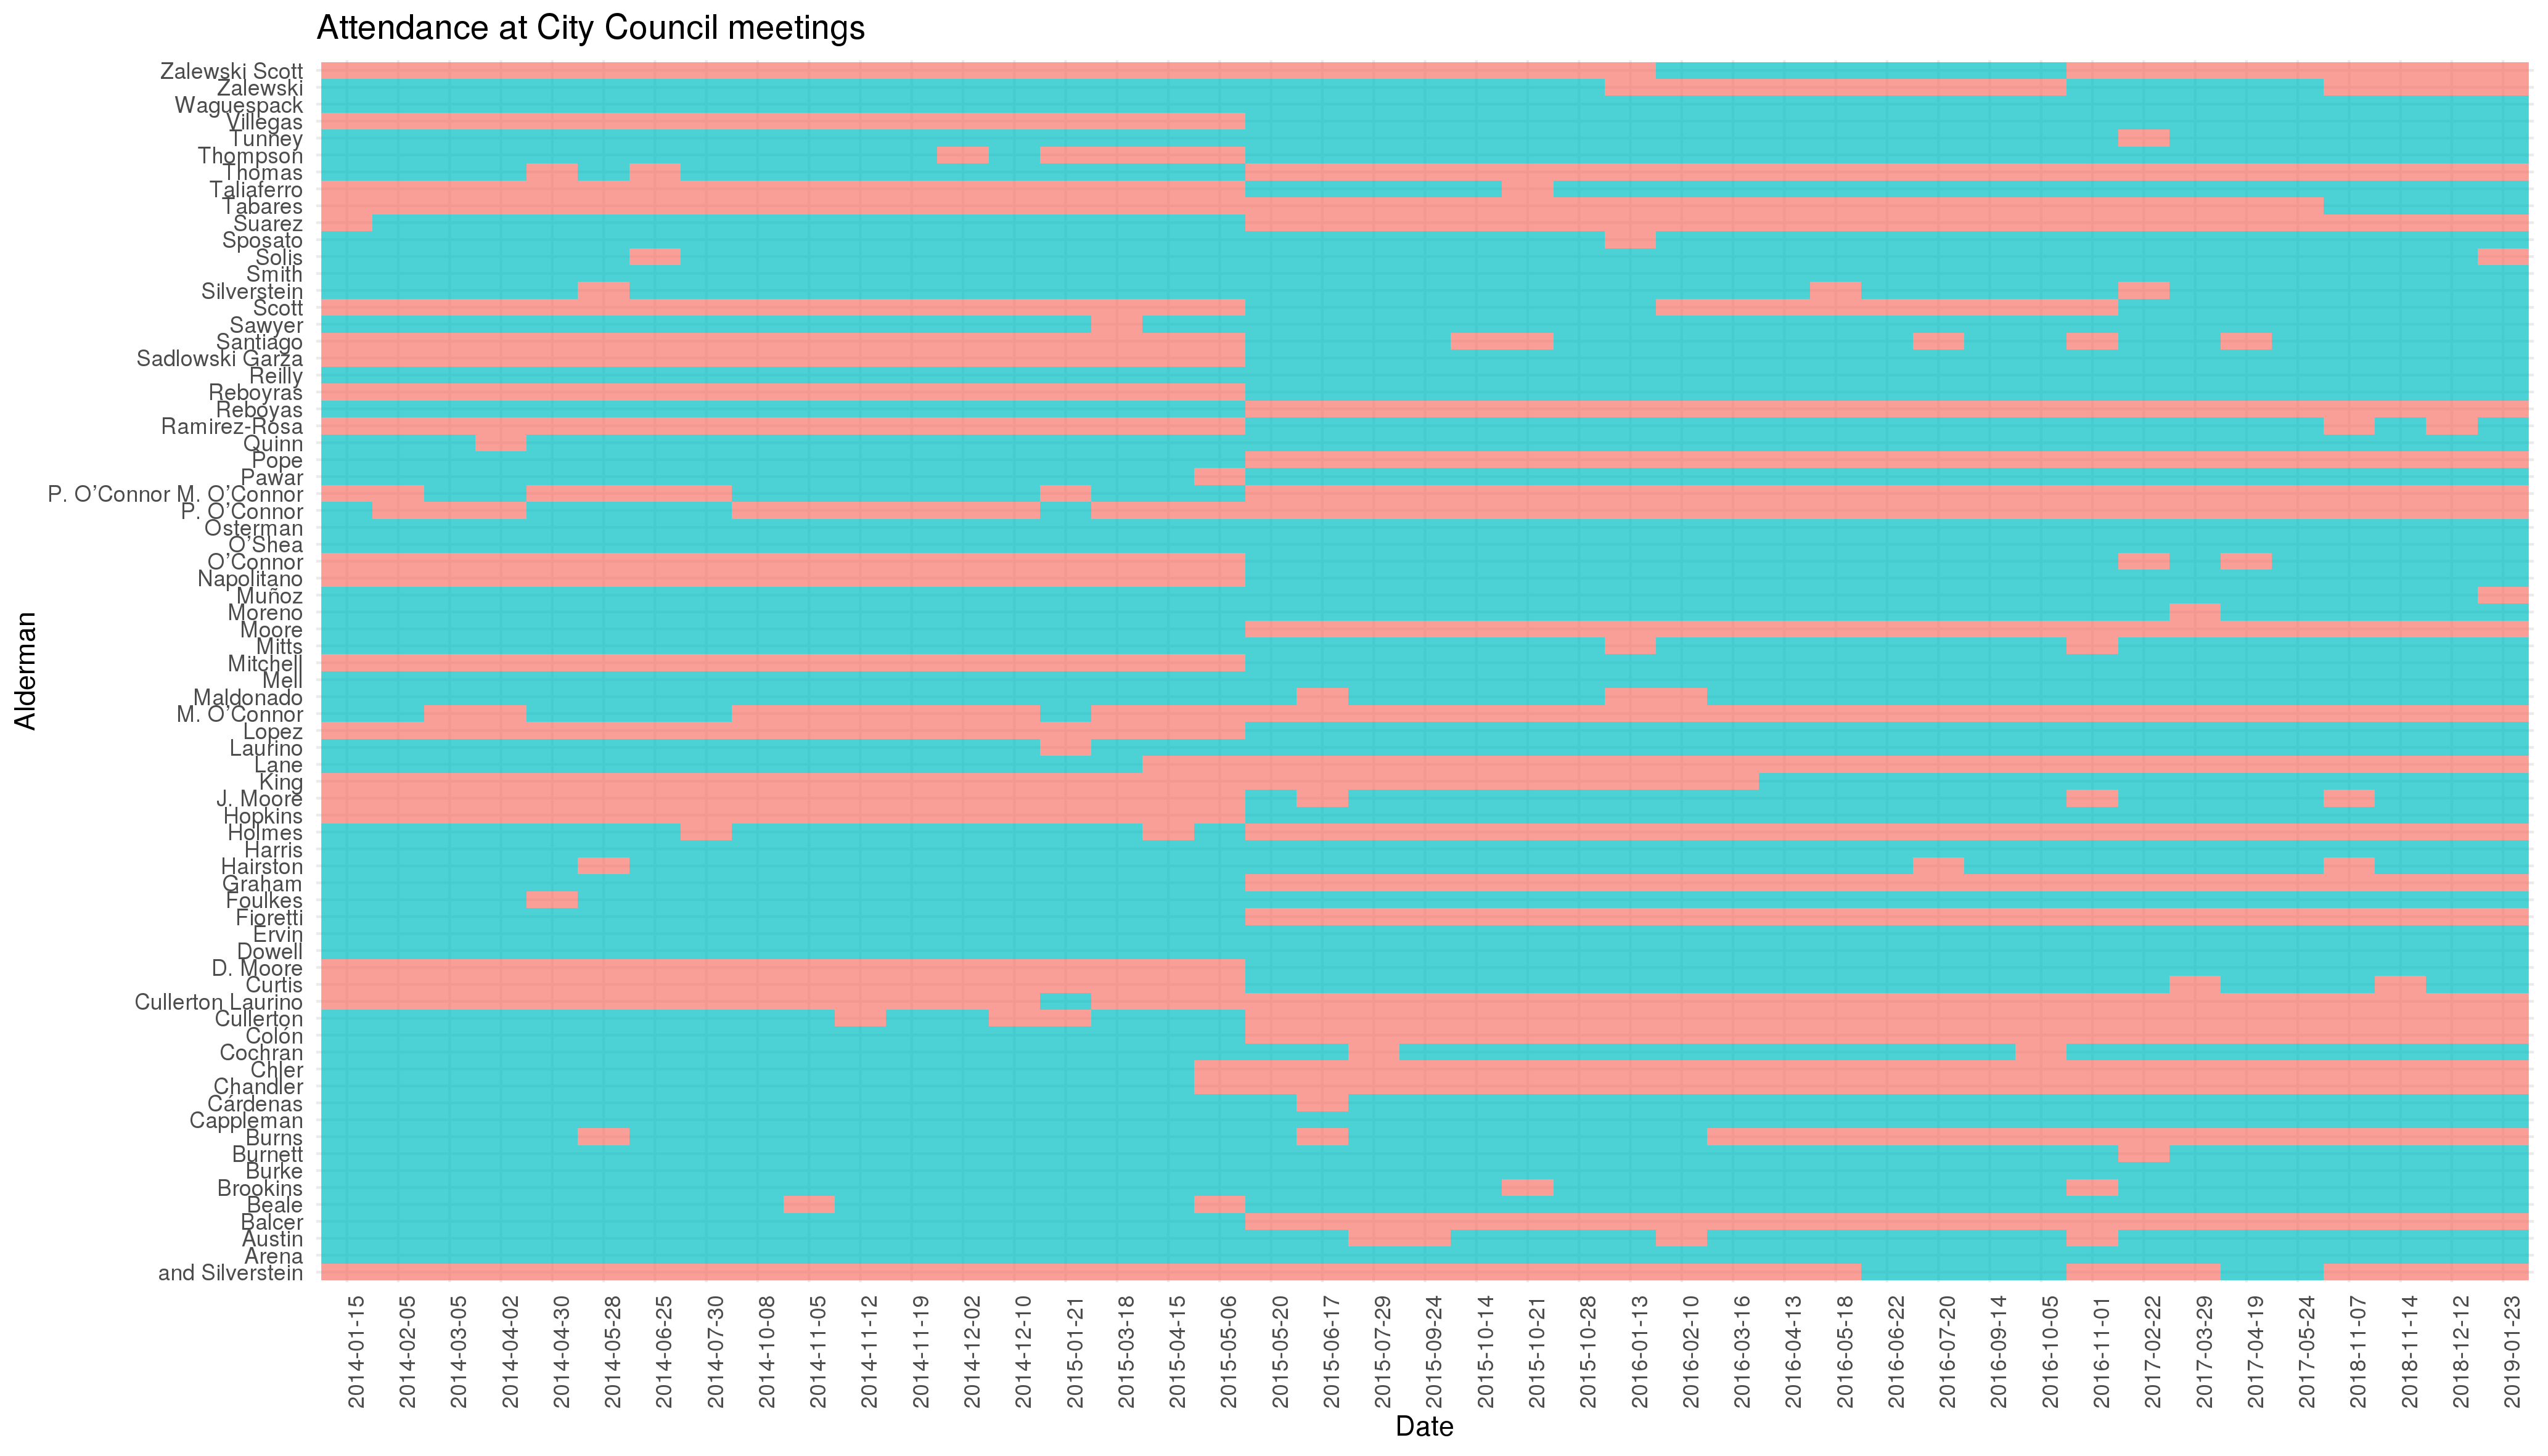 Attendance at City Council meetings
Alderman
Zalewski Scott
Zalewski
Waguespack
Villegas
Tunney
Thompson
Thomas
Taliaferro
Tabares
Suarez
Sposato
Solis
Smith
Silverstein
Scott
Sawyer
Santiago
Sadlowski Garza
Reilly
Reboyras
Reboyas
Ramirez-Rosa
Quinn
Pope
Pawar
P. O'Connor M. O'Connor
P. O'Connor
Osterman
O'Shea
O'Connor
Napolitano
Muñoz
Moreno
Moore
Mitts
Mitchell
Mell
Maldonado
M. O'Connor
Lopez
Laurino
Lane
King
J. Moore
Hopkins
Holmes
Harris
Hairston
Graham
Foulkes
Fioretti
Ervin
Dowell
D. Moore
Curtis
Cullerton Laurino
Cullerton
Colón
Cochran
Chler
Chandler
Cárdenas
Cappleman
Burns
Burnett
Burke
Brookins
Beale
Balcer
Austin
Arena
and Silverstein
2014-01-15
2014-02-05
2014-03-05
2014-04-02
2014-04-30
2014-05-28
2014-06-25
2014-07-30
2014-10-08
2014-11-05
2014-11-12
2014-11-19
2014-12-02
2014-12-10
2015-01-21
2015-03-18
2015-04-15
2015-05-06
2015-05-20
2015-06-17
2015-07-29
2015-09-24
2015-10-14
2015-10-21
2015-10-28
2016-01-13
2016-02-10
2016-03-16
2016-04-13
2016-05-18
2016-06-22
2016-07-20
2016-09-14
2016-10-05
2016-11-01
2017-02-22
2017-03-29
2017-04-19
2017-05-24
2018-11-07
2018-11-14
2018-12-12
2019-01-23
Date